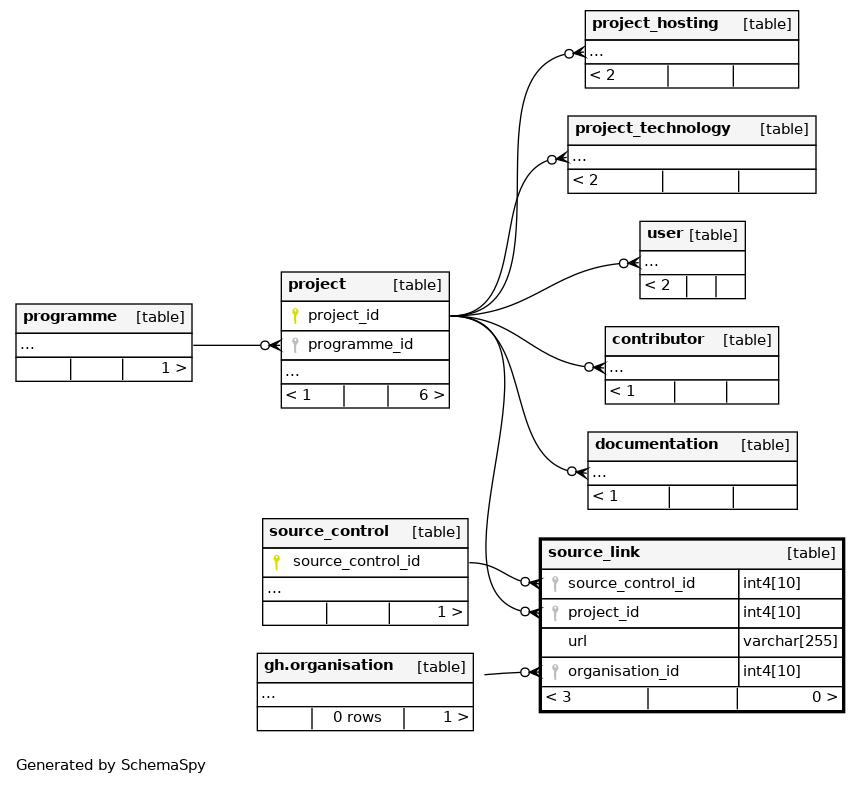 project_hosting [table]
...
< 2
project_technology [table]
...
< 2
user [table]
...
< 2
project [table]
project_id
programme_id
...
< 1 6 >
programme [table]
...
1 >
contributor [table]
...
< 1
documentation [table]
...
< 1
source_control [table]
source_control_id
...
1 >
source_link [table]
source_control_id int4[10]
project_id int4[10]
url varchar[255]
organisation_id int4[10]
< 3 0 >
gh.organisation [table]
...
0 rows 1 >
Generated by SchemaSpy